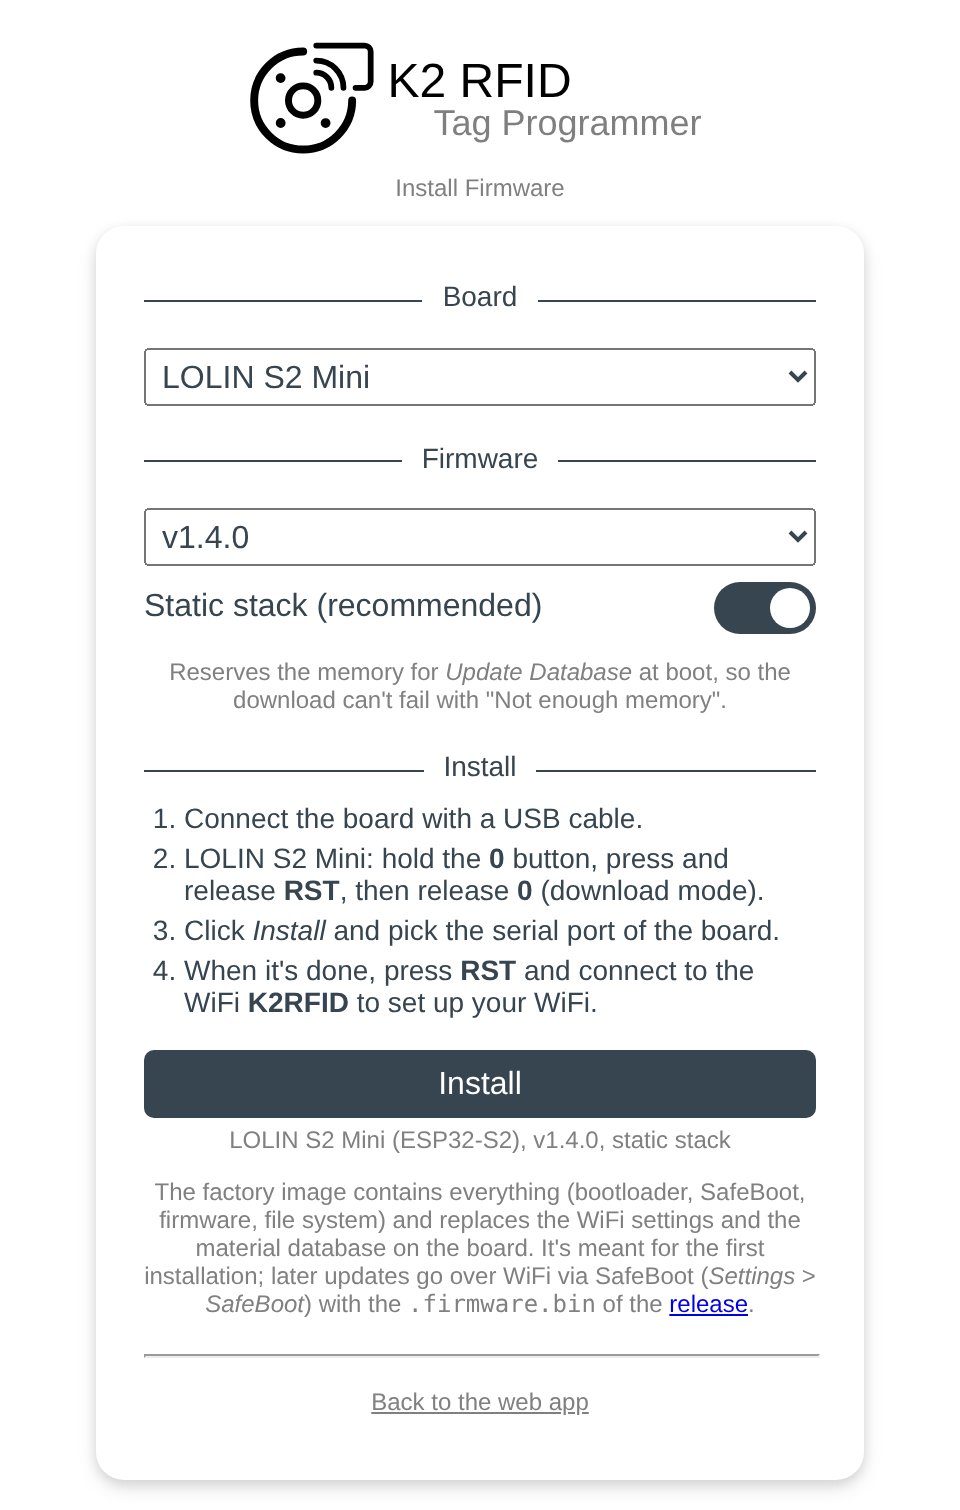 K2 RFID
Tag Programmer
Install Firmware
Board
LOLIN S2 Mini
Firmware
v1.4.0
Static stack (recommended)
Reserves the memory for Update Database at boot, so the
download can't fail with "Not enough memory".
Install
1. Connect the board with a USB cable.
2. LOLIN S2 Mini: hold the 0 button, press and
release RST, then release 0 (download mode).
3. Click Install and pick the serial port of the board.
4. When it's done, press RST and connect to the
WiFi K2RFID to set up your WiFi.
Install
LOLIN S2 Mini (ESP32-S2), v1.4.0, static stack
The factory image contains everything (bootloader, SafeBoot,
firmware, file system) and replaces the WiFi settings and the
material database on the board. It's meant for the first
installation; later updates go over WiFi via SafeBoot (Settings >
SafeBoot) with the .firmware.bin of the release.
Back to the web app